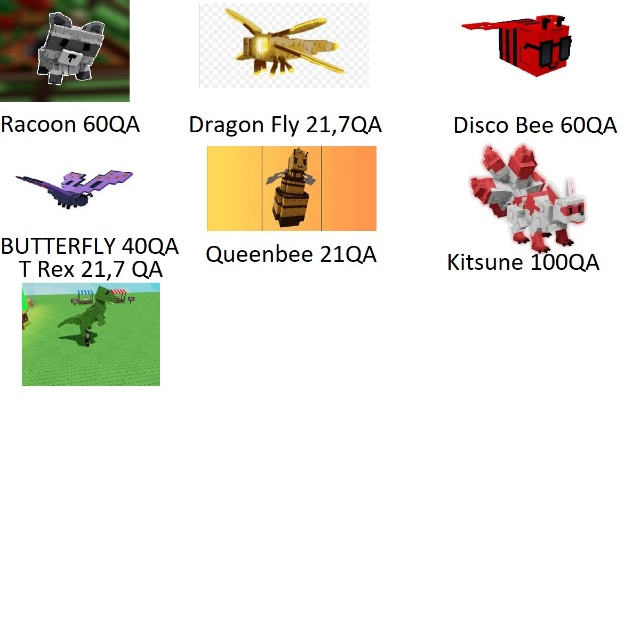 Racoon 60QA
Dragon Fly 21,7QA
Disco Bee 60QA
BUTTERFLY 40QA
Queenbee 21QA
Kitsune 100QA
T Rex 21,7 QA